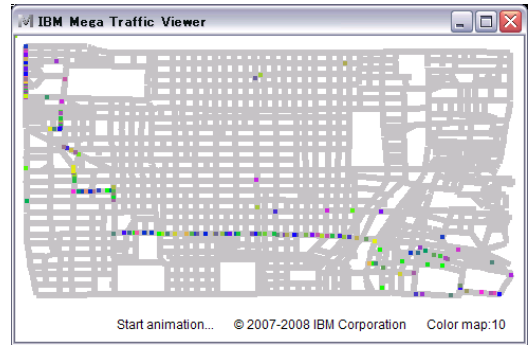 IBM Mega Traffic Viewer
Start animation... © 2007-2008 IBM Corporation Color map:10